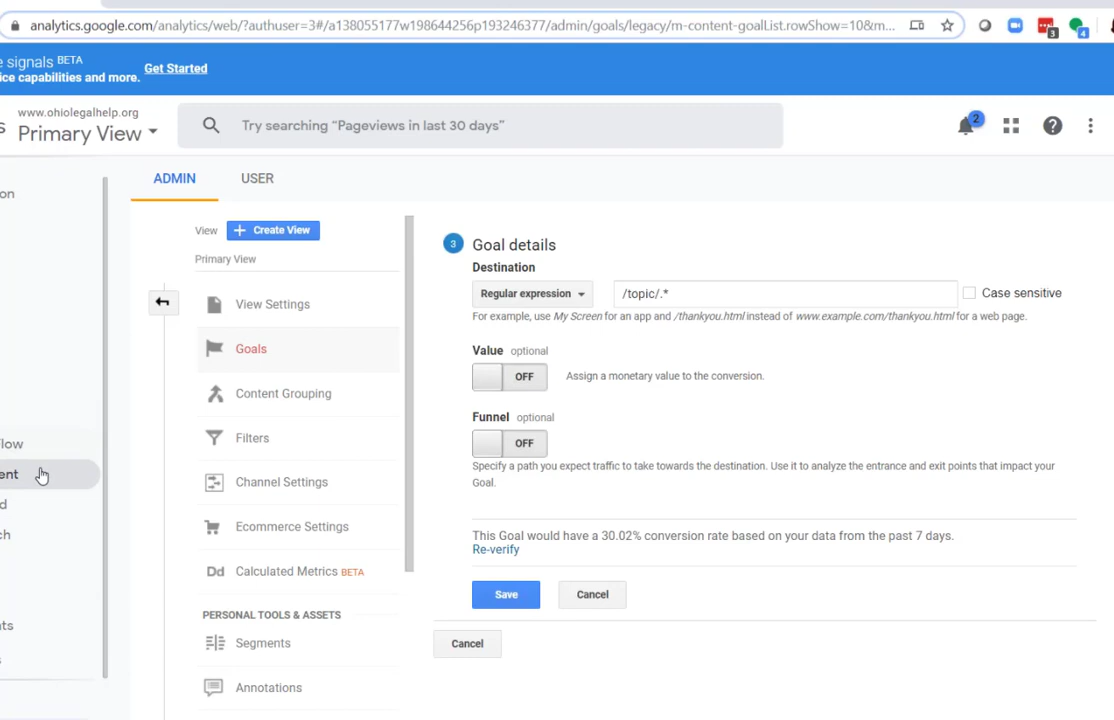 analytics.google.com/analytics/web/?authuser=3#/a138055177w198644256p193246377/admin/goals/legacy/m-content-goalList.rowShow=10&m...
3
4
e signals BETA
ice capabilities and more. Get Started
www.ohiolegalhelp.org
s Primary View
Try searching “Pageviews in last 30 days”
2
ADMIN USER
on
low
ent
d
ch
ts
s
View + Create View
Primary View
View Settings
Goals
Content Grouping
Filters
Channel Settings
Ecommerce Settings
Dd Calculated Metrics BETA
PERSONAL TOOLS & ASSETS
Segments
Annotations
3 Goal details
Destination
Regular expression /topic/.* Case sensitive
For example, use My Screen for an app and /thankyou.html instead of www.example.com/thankyou.html for a web page.
Value optional
OFF Assign a monetary value to the conversion.
Funnel optional
OFF
Specify a path you expect traffic to take towards the destination. Use it to analyze the entrance and exit points that impact your
Goal.
This Goal would have a 30.02% conversion rate based on your data from the past 7 days.
Re-verify
Save Cancel
Cancel